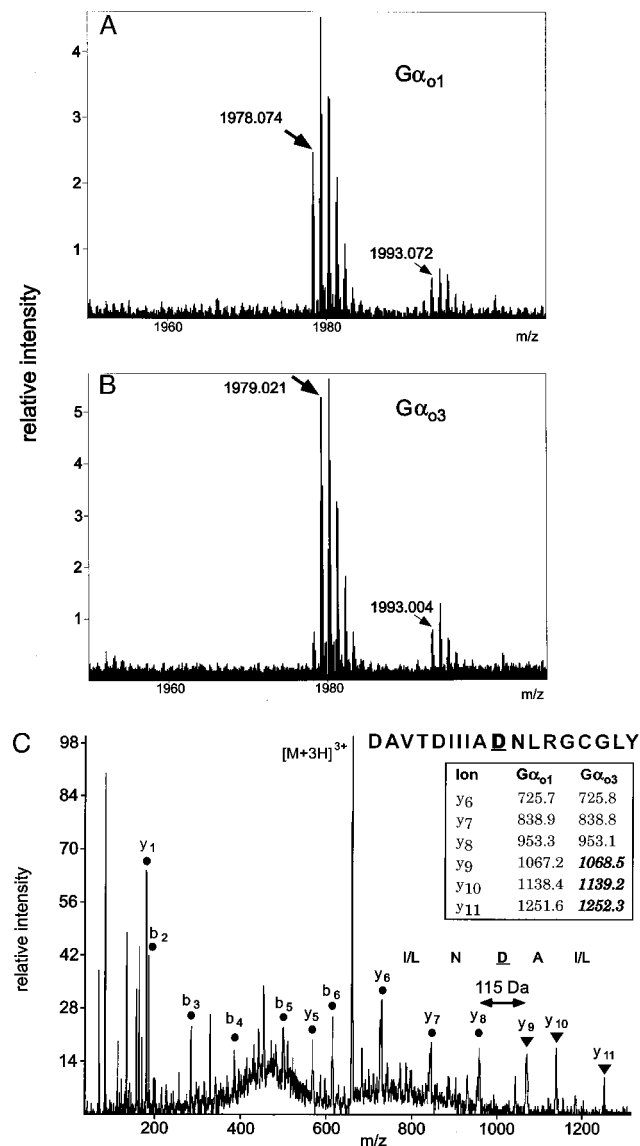 A
Gαo1
4
3
2
1
1978.074
1993.072
1960
1980
m/z
relative intensity
B
Gαo3
5
4
3
2
1
1979.021
1993.004
1960
1980
m/z
C
[M+3H]3+
DAVTDIIIADNLRGCGLY
Ion Gαo1 Gαo3
y6 725.7 725.8
y7 838.9 838.8
y8 953.3 953.1
y9 1067.2 1068.5
y10 1138.4 1139.2
y11 1251.6 1252.3
98
84
70
56
42
28
14
relative intensity
I/L N D A I/L
115 Da
y1
b2
b3
b4
b5
y5
b6
y6
y7
y8
y9
y10
y11
200 400 600 800 1000 1200
m/z